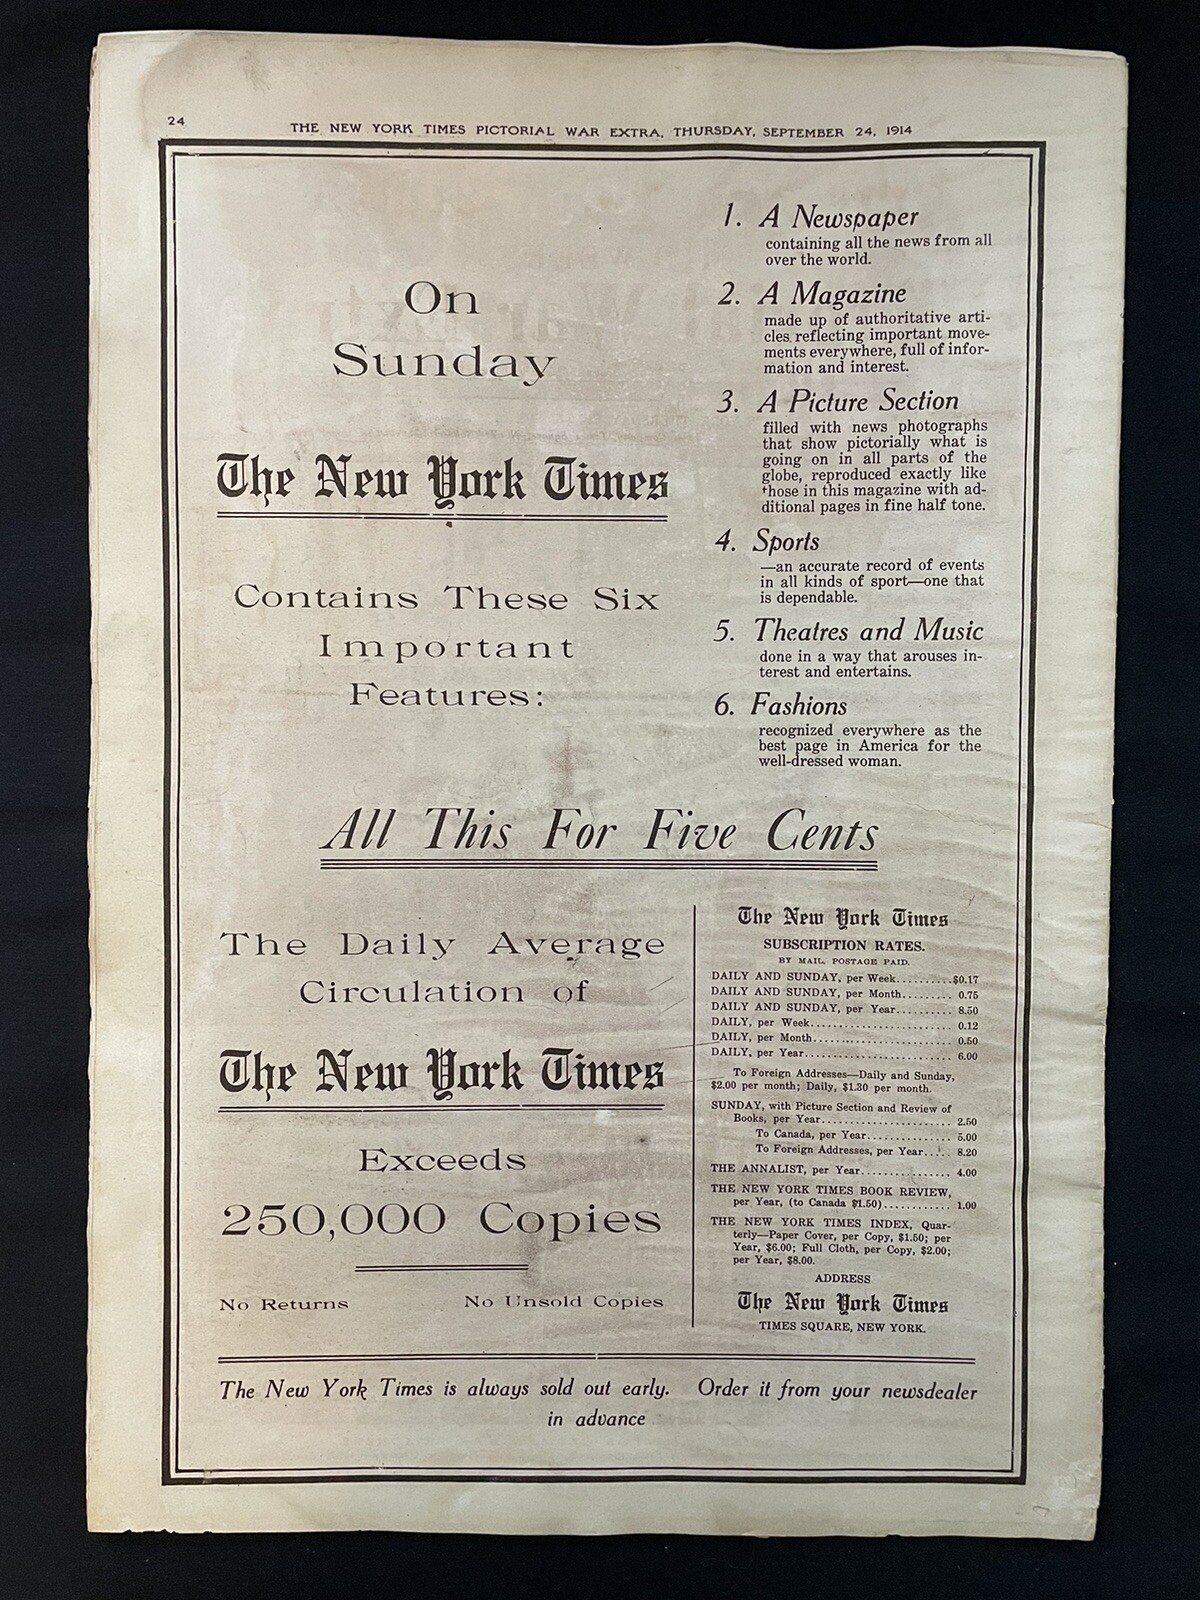 24
THE NEW YORK TIMES PICTORIAL WAR EXTRA, THURSDAY, SEPTEMBER 24, 1914
On
Sunday
The New York Times
Contains These Six
Important
Features:
1. A Newspaper
containing all the news from all
over the world.
2. A Magazine
made up of authoritative arti-
cles reflecting important move-
ments everywhere, full of infor-
mation and interest.
3. A Picture Section
filled with news photographs
that show pictorially what is
going on in all parts of the
globe, reproduced exactly like
those in this magazine with ad-
ditional pages in fine half tone.
4. Sports
—an accurate record of events
in all kinds of sport—one that
is dependable.
5. Theatres and Music
done in a way that arouses in-
terest and entertains.
6. Fashions
recognized everywhere as the
best page in America for the
well-dressed woman.
All This For Five Cents
The Daily Average
Circulation of
The New York Times
Exceeds
250,000 Copies
No Returns No Unsold Copies
The New York Times
SUBSCRIPTION RATES.
BY MAIL, POSTAGE PAID.
DAILY AND SUNDAY, per Week..........$0.17
DAILY AND SUNDAY, per Month......... 0.75
DAILY AND SUNDAY, per Year.......... 8.50
DAILY, per Week......................... 0.12
DAILY, per Month........................ 0.50
DAILY, per Year.......................... 6.00
To Foreign Addresses—Daily and Sunday,
$2.00 per month; Daily, $1.30 per month.
SUNDAY, with Picture Section and Review of
Books, per Year....................... 2.50
To Canada, per Year............... 5.00
To Foreign Addresses, per Year..... 8.20
THE ANNALIST, per Year................ 4.00
THE NEW YORK TIMES BOOK REVIEW,
per Year, (to Canada $1.50)............ 1.00
THE NEW YORK TIMES INDEX, Quar-
terly—Paper Cover, per Copy, $1.50; per
Year, $6.00; Full Cloth, per Copy, $2.00;
per Year, $8.00.
ADDRESS
The New York Times
TIMES SQUARE, NEW YORK.
The New York Times is always sold out early. Order it from your newsdealer
in advance